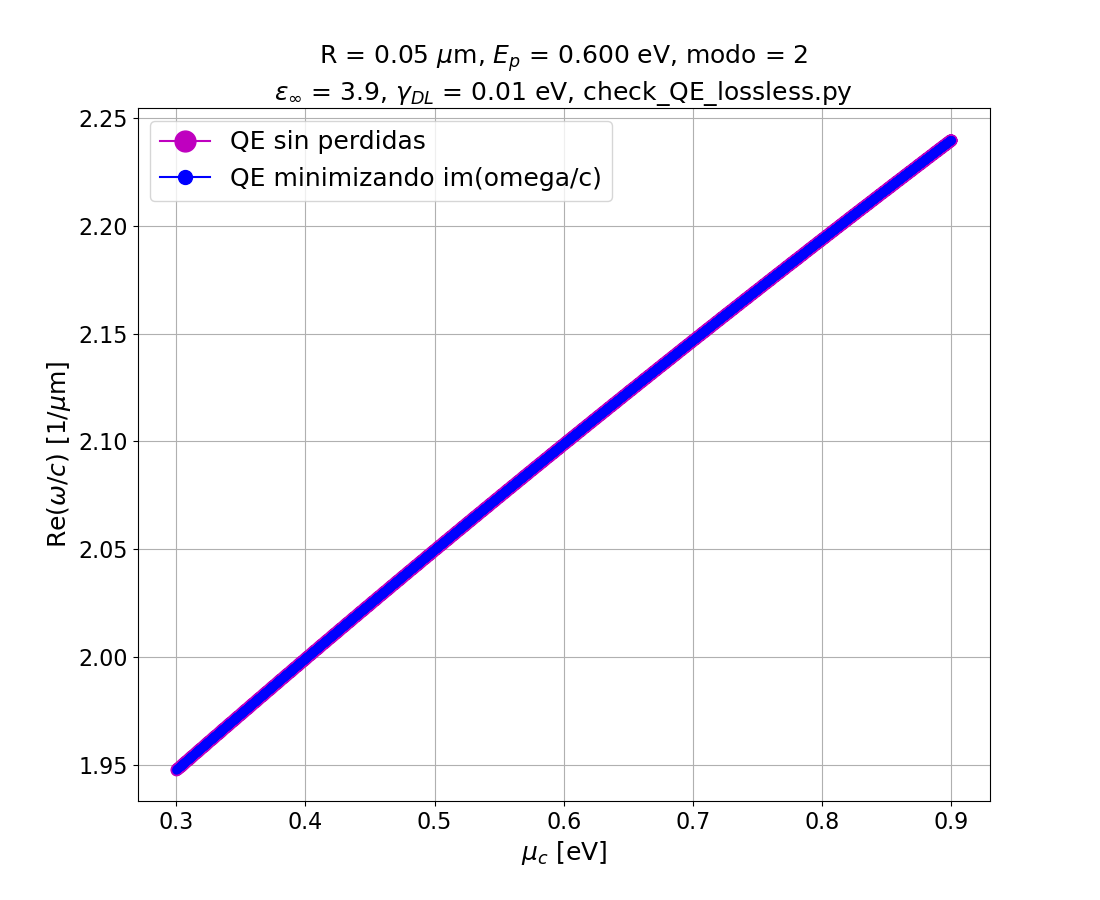 R = 0.05 μm, E_p = 0.600 eV, modo = 2
ε_∞ = 3.9, γ_DL = 0.01 eV, check_QE_lossless.py
QE sin perdidas
QE minimizando im(omega/c)
Re(ω/c) [1/μm]
2.25
2.20
2.15
2.10
2.05
2.00
1.95
0.3 0.4 0.5 0.6 0.7 0.8 0.9
μ_c [eV]